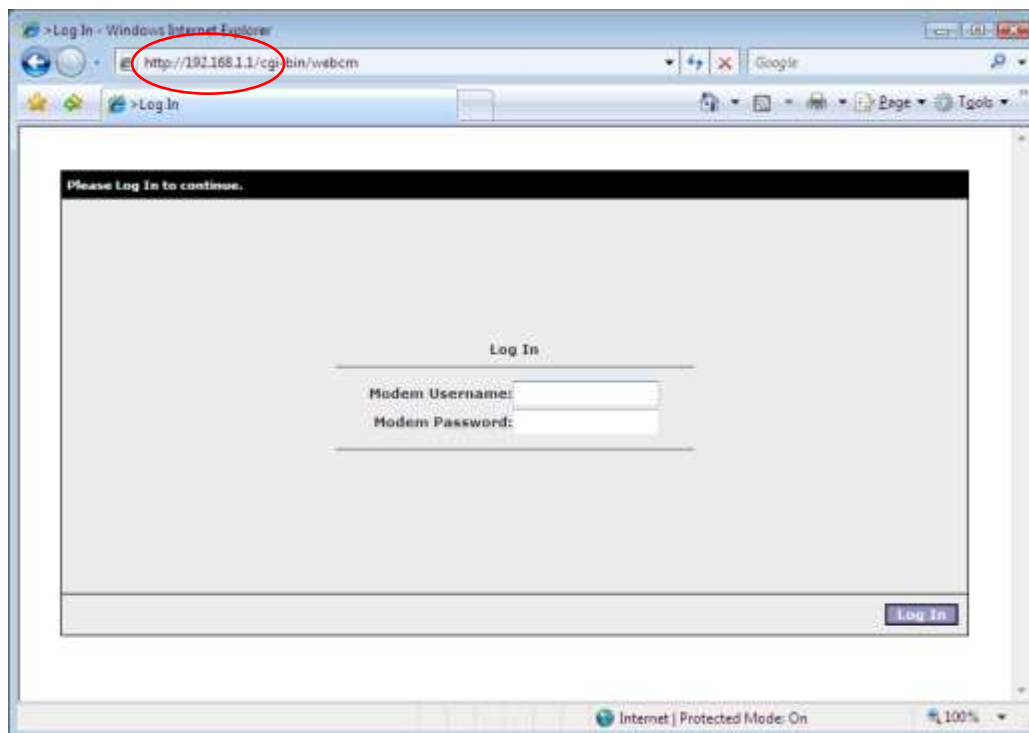 >Log In - Windows Internet Explorer
http://192.168.1.1/cgi-bin/webcm
Google
>Log In
Page
Tools
Please Log In to continue.
Log In
Modem Username:
Modem Password:
Log In
Internet | Protected Mode: On
100%